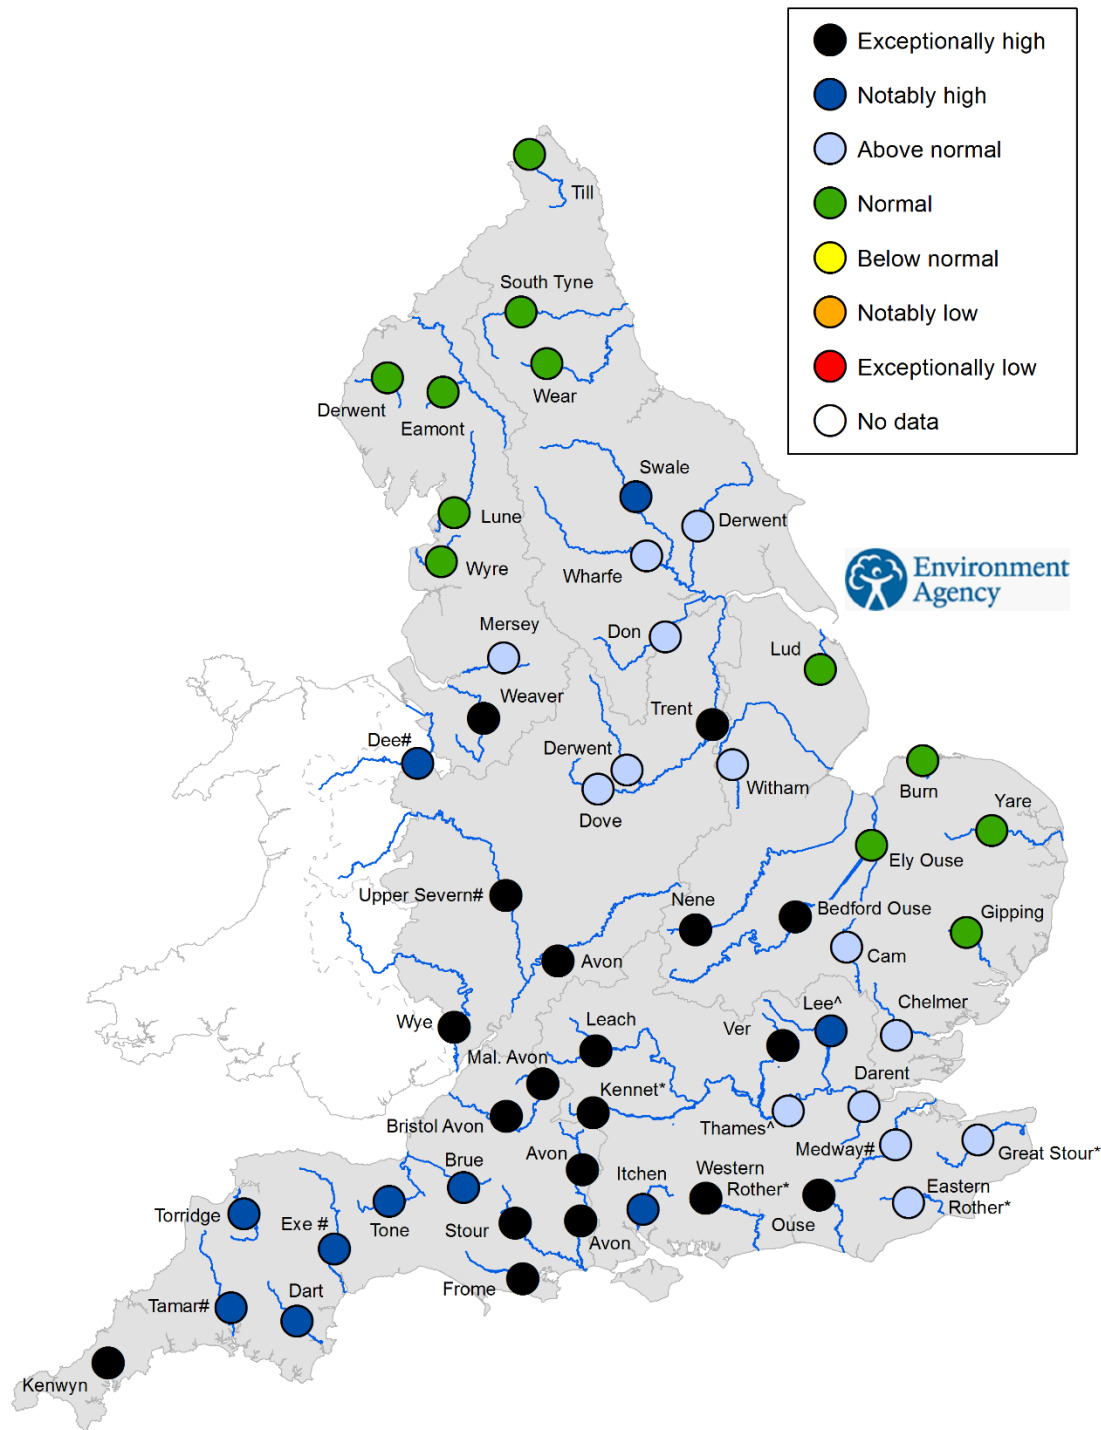 Exceptionally high
Notably high
Above normal
Normal
Below normal
Notably low
Exceptionally low
No data
Till
South Tyne
Wear
Derwent
Eamont
Swale
Derwent
Lune
Wyre
Wharfe
Environment
Agency
Mersey
Don
Lud
Weaver
Trent
Dee#
Derwent
Witham
Dove
Burn
Yare
Ely Ouse
Upper Severn#
Nene
Bedford Ouse
Gipping
Avon
Cam
Wye
Leach
Ver
Lee^
Chelmer
Mal. Avon
Kennet*
Darent
Bristol Avon
Thames^
Medway#
Great Stour*
Avon
Brue
Itchen
Western
Rother*
Eastern
Rother*
Torridge
Exe #
Tone
Stour
Avon
Ouse
Tamar#
Dart
Frome
Kenwyn